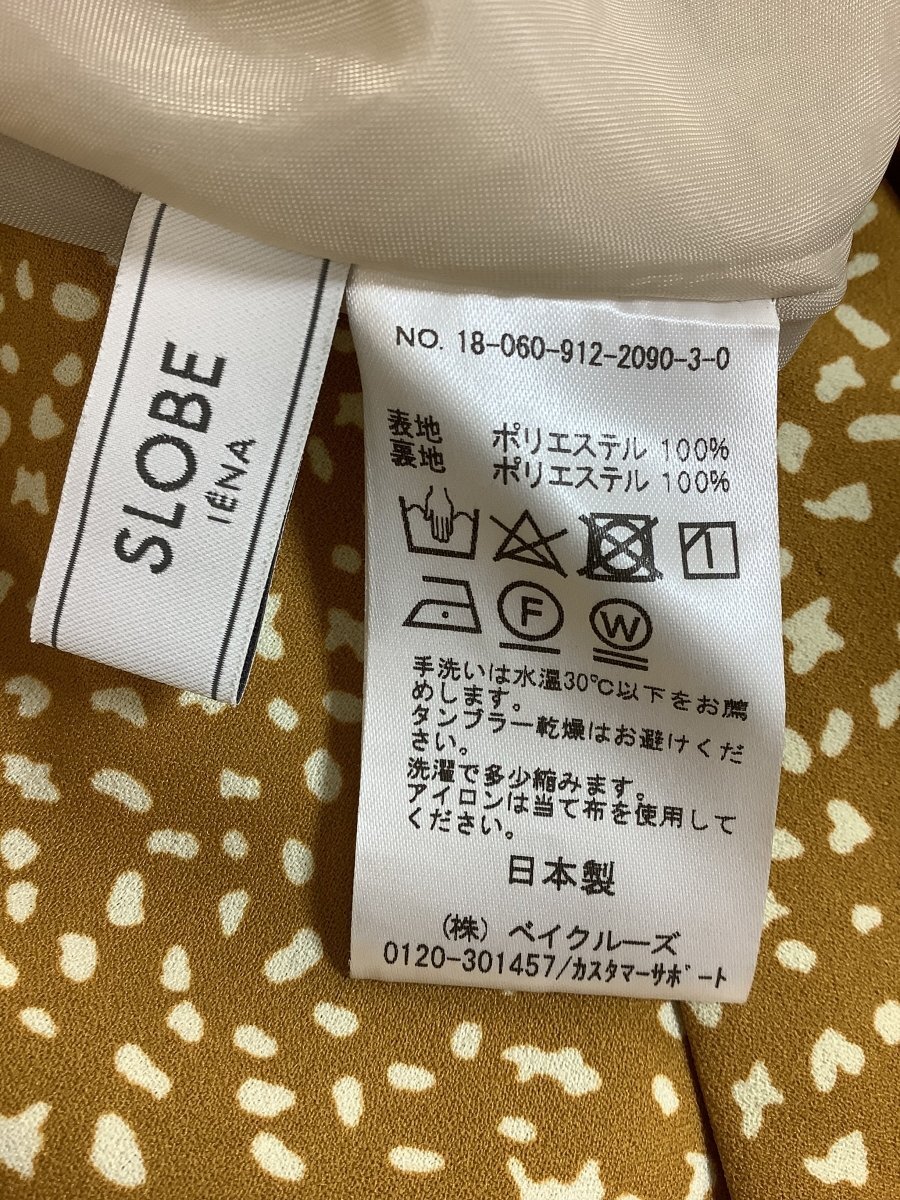 SLOBE
IÉNA
NO. 18-060-912-2090-3-0
表地 ポリエステル 100%
裏地 ポリエステル 100%
1
F
W
手洗いは水温30℃以下をお薦
めします。
タンブラー乾燥はお避けくだ
さい。
洗濯で多少縮みます。
アイロンは当て布を使用して
ください。
日本製
(株) ベイクルーズ
0120-301457/カスタマーサポート